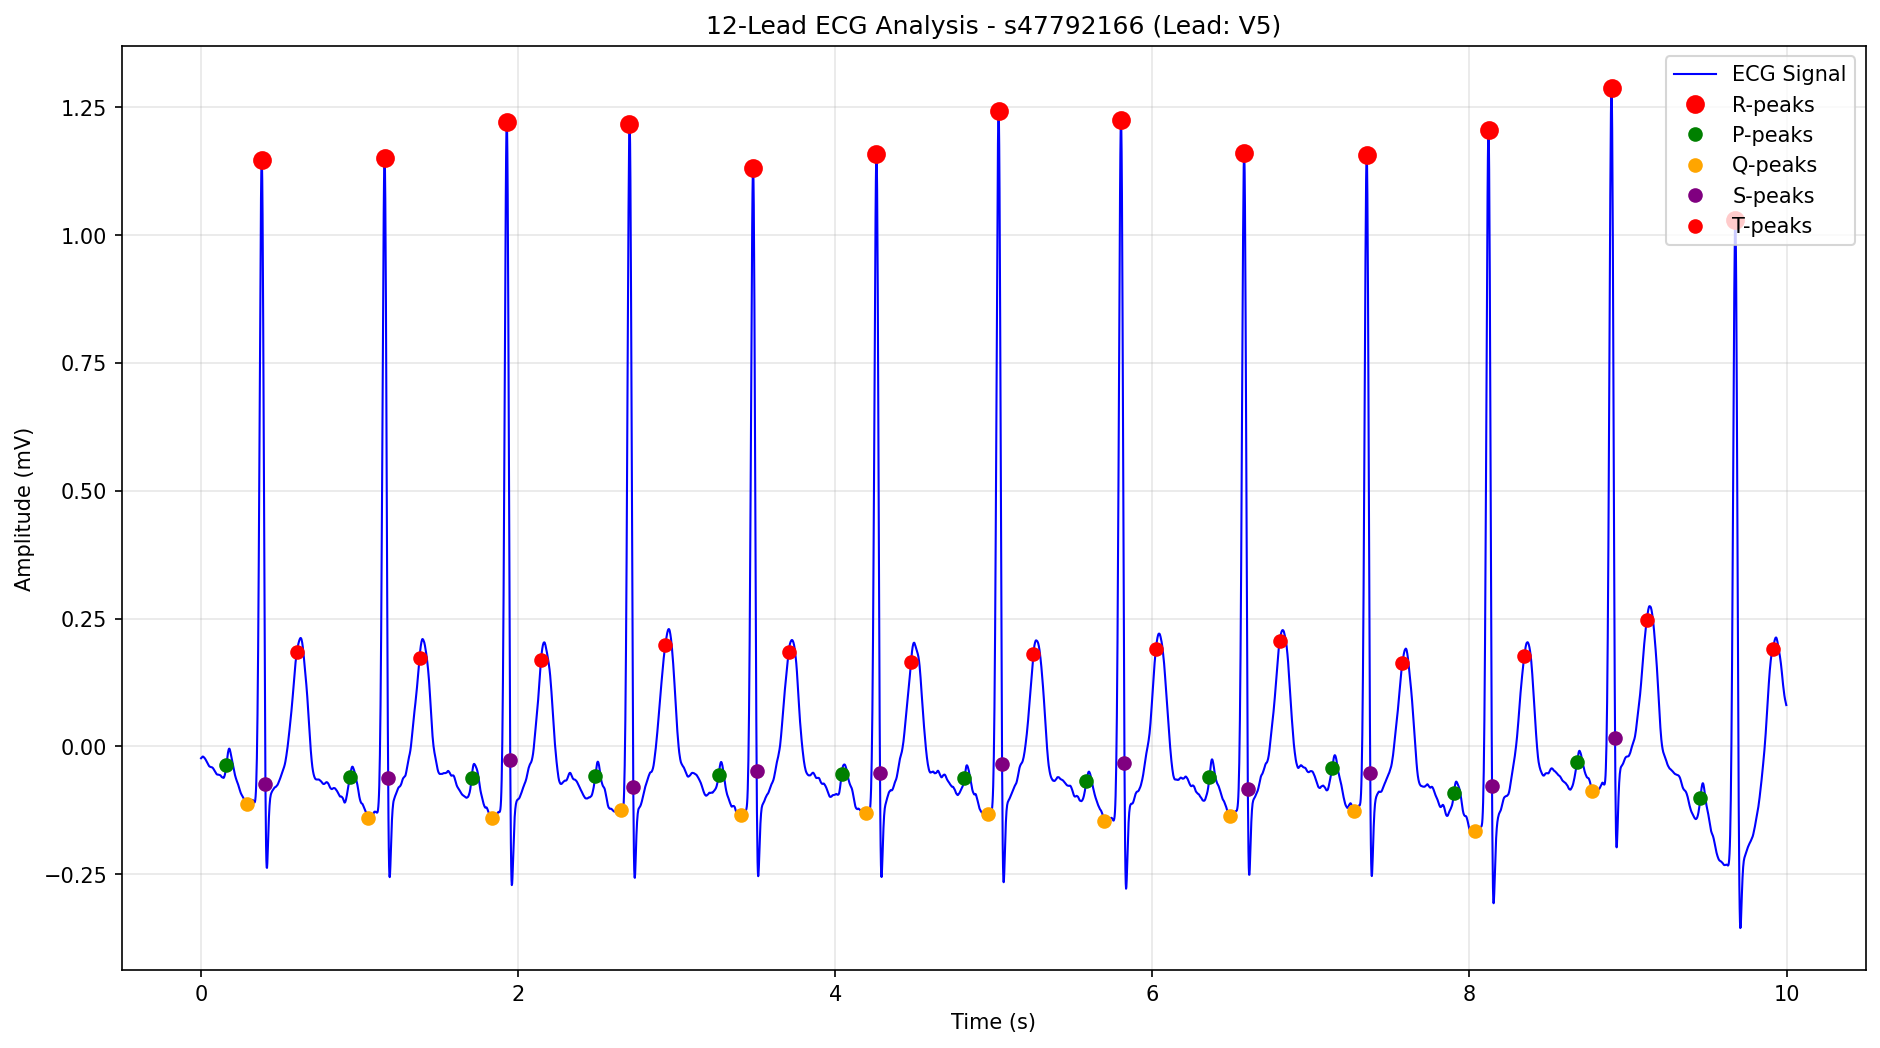 12-Lead ECG Analysis - s47792166 (Lead: V5)
ECG Signal
R-peaks
P-peaks
Q-peaks
S-peaks
T-peaks
1.25
1.00
0.75
0.50
0.25
0.00
−0.25
Amplitude (mV)
0
2
4
6
8
10
Time (s)